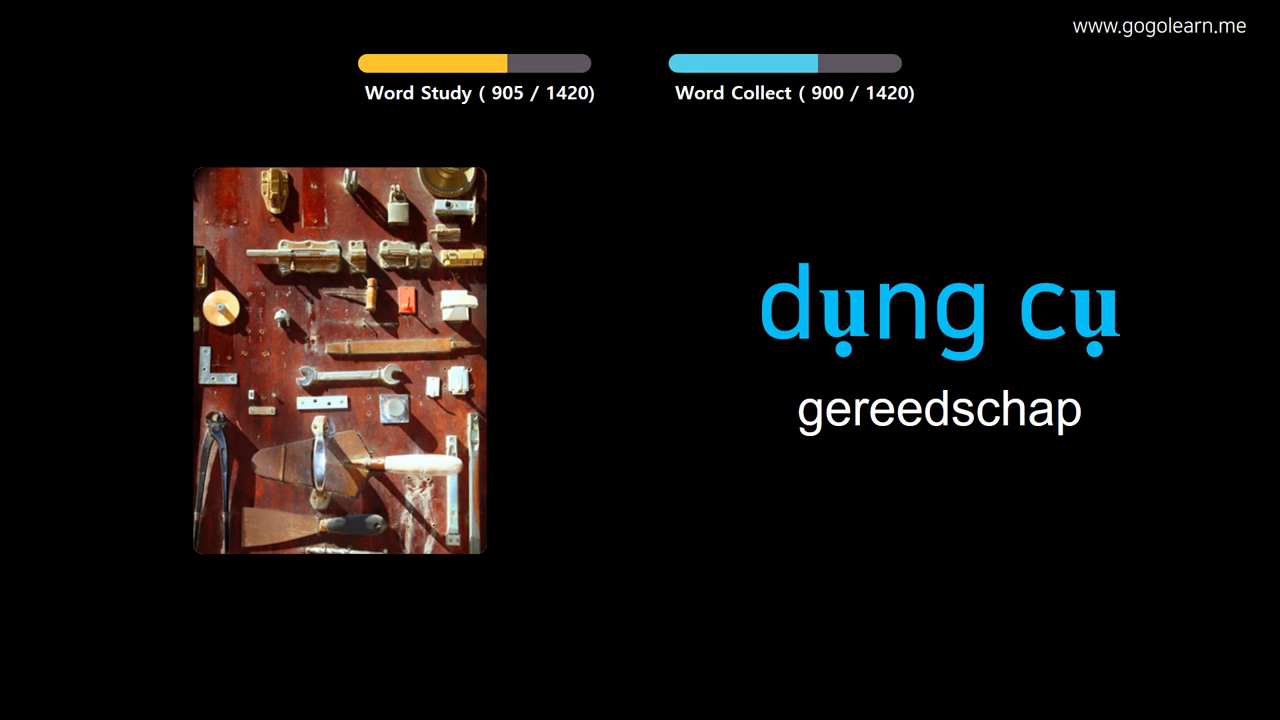 www.gogolearn.me
Word Study ( 905 / 1420)
Word Collect ( 900 / 1420)
dụng cụ
gereedschap